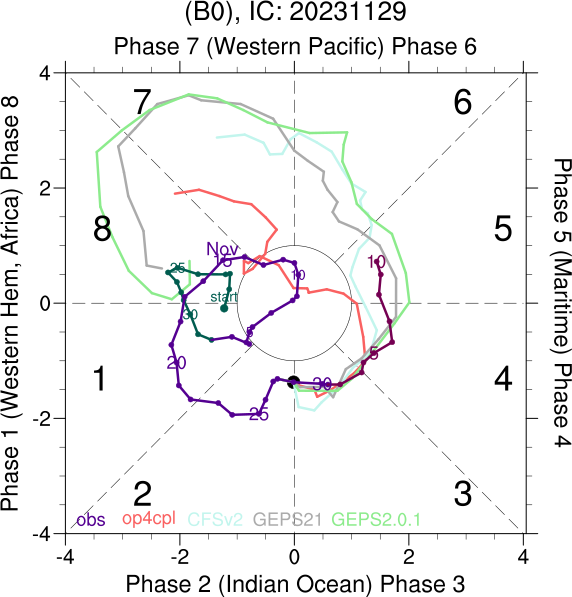 (B0), IC: 20231129
Phase 7 (Western Pacific) Phase 6
4
7
6
Phase 1 (Western Hem, Africa) Phase 8
Phase 5 (Maritime) Phase 4
2
8
5
Nov
15
10
10
25
start
0
30
5
5
1
4
20
30
25
-2
2
3
obs
op4cpl
CFSv2
GEPS21
GEPS2.0.1
-4
-4 -2 0 2 4
Phase 2 (Indian Ocean) Phase 3